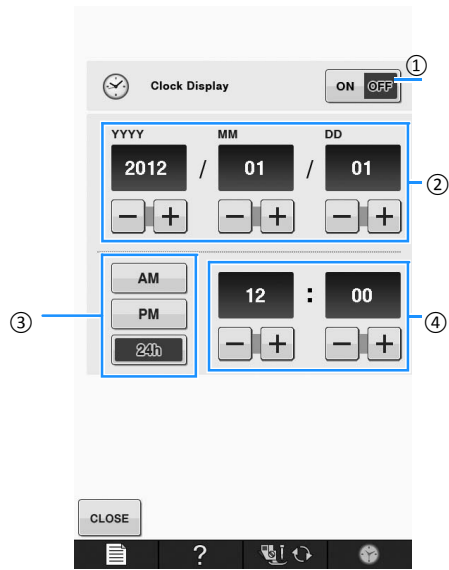 ①
Clock Display
ON OFF
YYYY MM DD
2012 / 01 / 01
②
− + − + − +
AM
PM
24h
③
12 : 00
④
− + − +
CLOSE
?